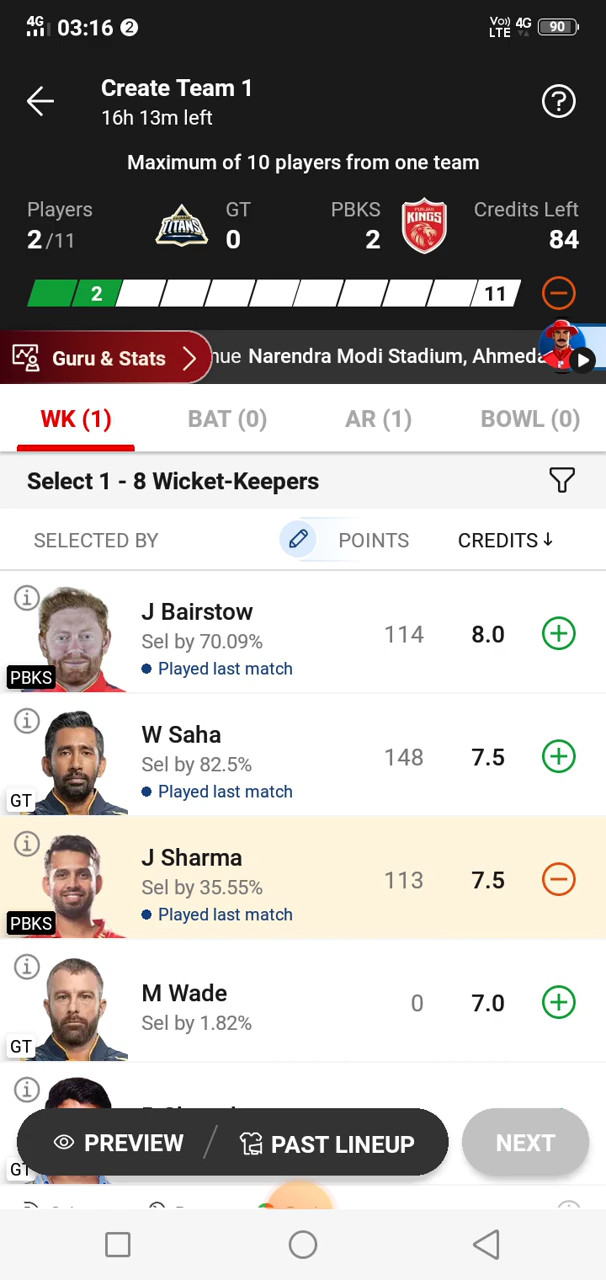 4G 03:16 2
Vo)) LTE 4G 90
Create Team 1
16h 13m left
?
Maximum of 10 players from one team
Players
2/11
GT
0
PBKS
2
Credits Left
84
TITANS
PUNJAB KINGS
2 11
Guru & Stats
nue Narendra Modi Stadium, Ahmeda
WK (1) BAT (0) AR (1) BOWL (0)
Select 1 - 8 Wicket-Keepers
SELECTED BY POINTS CREDITS↓
J Bairstow
Sel by 70.09% 114 8.0
Played last match
PBKS
W Saha
Sel by 82.5% 148 7.5
Played last match
GT
J Sharma
Sel by 35.55% 113 7.5
Played last match
PBKS
M Wade
Sel by 1.82% 0 7.0
GT
PREVIEW / PAST LINEUP NEXT
GT